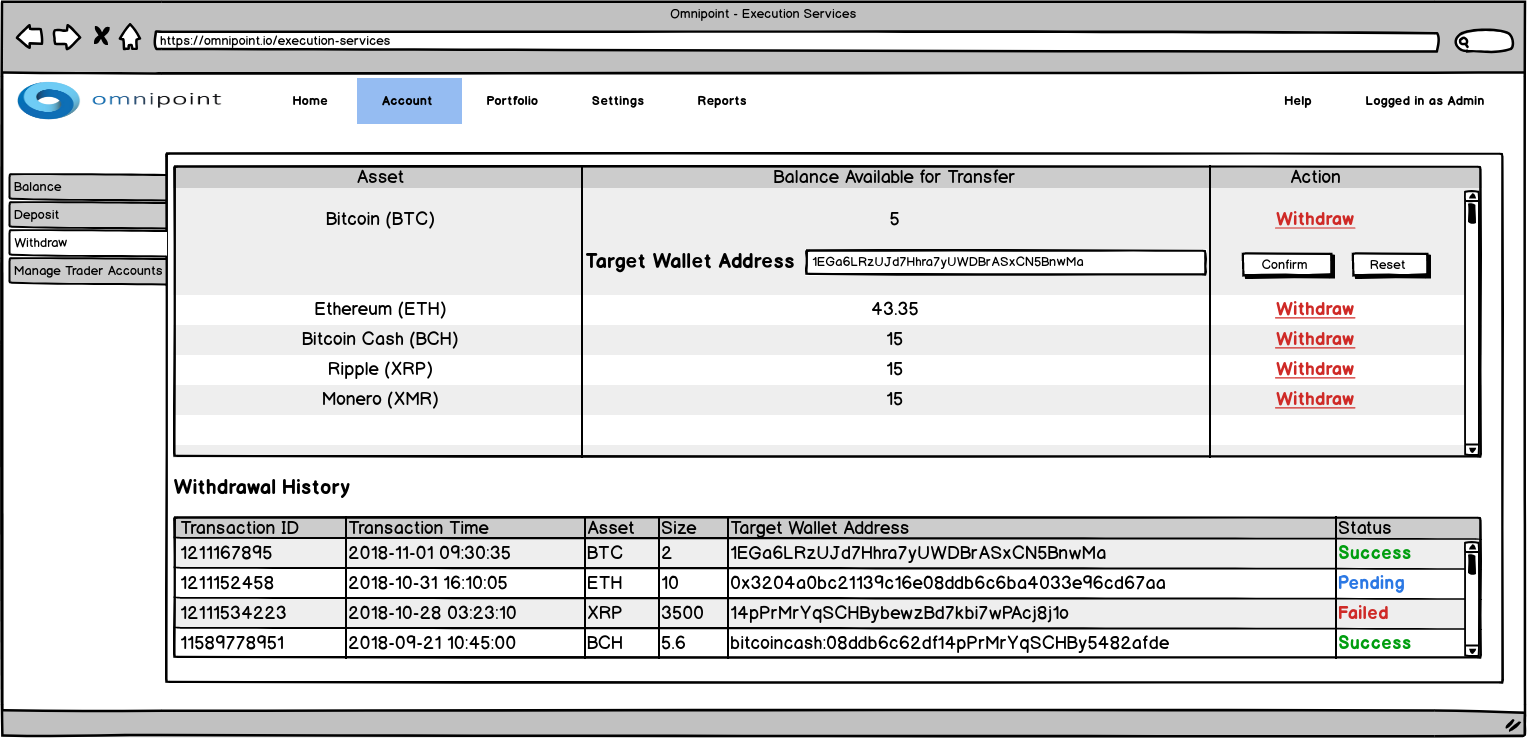 Omnipoint - Execution Services
https://omnipoint.io/execution-services
omnipoint Home Account Portfolio Settings Reports Help Logged in as Admin
Balance
Deposit
Withdraw
Manage Trader Accounts
Asset Balance Available for Transfer Action
Bitcoin (BTC) 5 Withdraw
Target Wallet Address 1EGa6LRzUJd7Hhra7yUWDBrASxCN5BnwMa Confirm Reset
Ethereum (ETH) 43.35 Withdraw
Bitcoin Cash (BCH) 15 Withdraw
Ripple (XRP) 15 Withdraw
Monero (XMR) 15 Withdraw
Withdrawal History
Transaction ID Transaction Time Asset Size Target Wallet Address Status
1211167895 2018-11-01 09:30:35 BTC 2 1EGa6LRzUJd7Hhra7yUWDBrASxCN5BnwMa Success
1211152458 2018-10-31 16:10:05 ETH 10 0x3204a0bc21139c16e08ddb6c6ba4033e96cd67aa Pending
12111534223 2018-10-28 03:23:10 XRP 3500 14pPrMrYqSCHBybewzBd7kbi7wPAcj8j1o Failed
11589778951 2018-09-21 10:45:00 BCH 5.6 bitcoincash:08ddb6c62df14pPrMrYqSCHBy5482afde Success